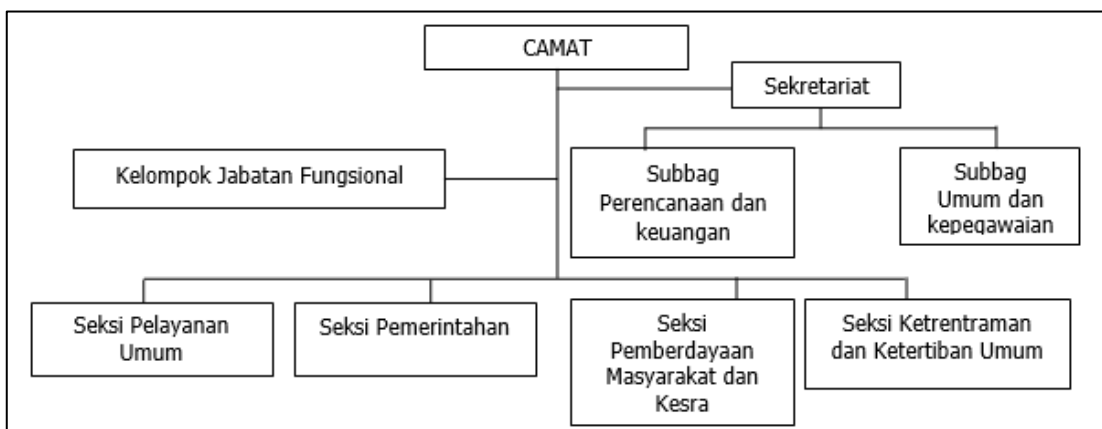 CAMAT
Sekretariat
Kelompok Jabatan Fungsional
Subbag
Perencanaan dan
keuangan
Subbag
Umum dan
kepegawaian
Seksi Pelayanan
Umum
Seksi Pemerintahan
Seksi
Pemberdayaan
Masyarakat dan
Kesra
Seksi Ketrentraman
dan Ketertiban Umum